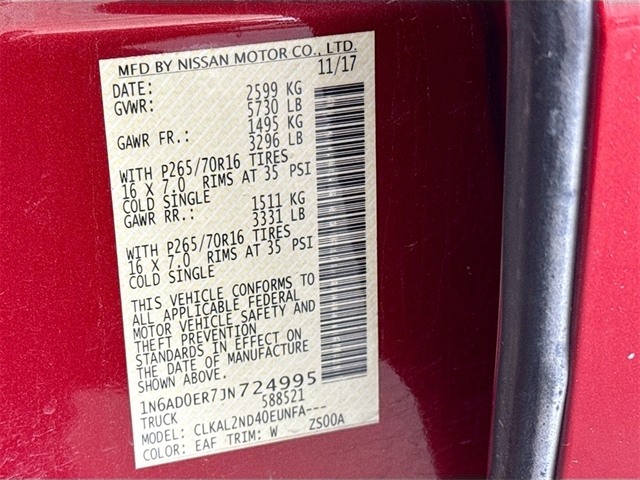 MFD BY NISSAN MOTOR CO., LTD.
DATE: 11/17
GVWR: 2599 KG
5730 LB
GAWR FR.: 1495 KG
3296 LB
WITH P265/70R16 TIRES
16 X 7.0 RIMS AT 35 PSI
COLD SINGLE
GAWR RR.: 1511 KG
3331 LB
WITH P265/70R16 TIRES
16 X 7.0 RIMS AT 35 PSI
COLD SINGLE
THIS VEHICLE CONFORMS TO
ALL APPLICABLE FEDERAL
MOTOR VEHICLE SAFETY AND
THEFT PREVENTION
STANDARDS IN EFFECT ON
THE DATE OF MANUFACTURE
SHOWN ABOVE.
1N6AD0ER7JN724995
TRUCK 588521
MODEL: CLKAL2ND40EUNFA---
COLOR: EAF TRIM: W ZS00A